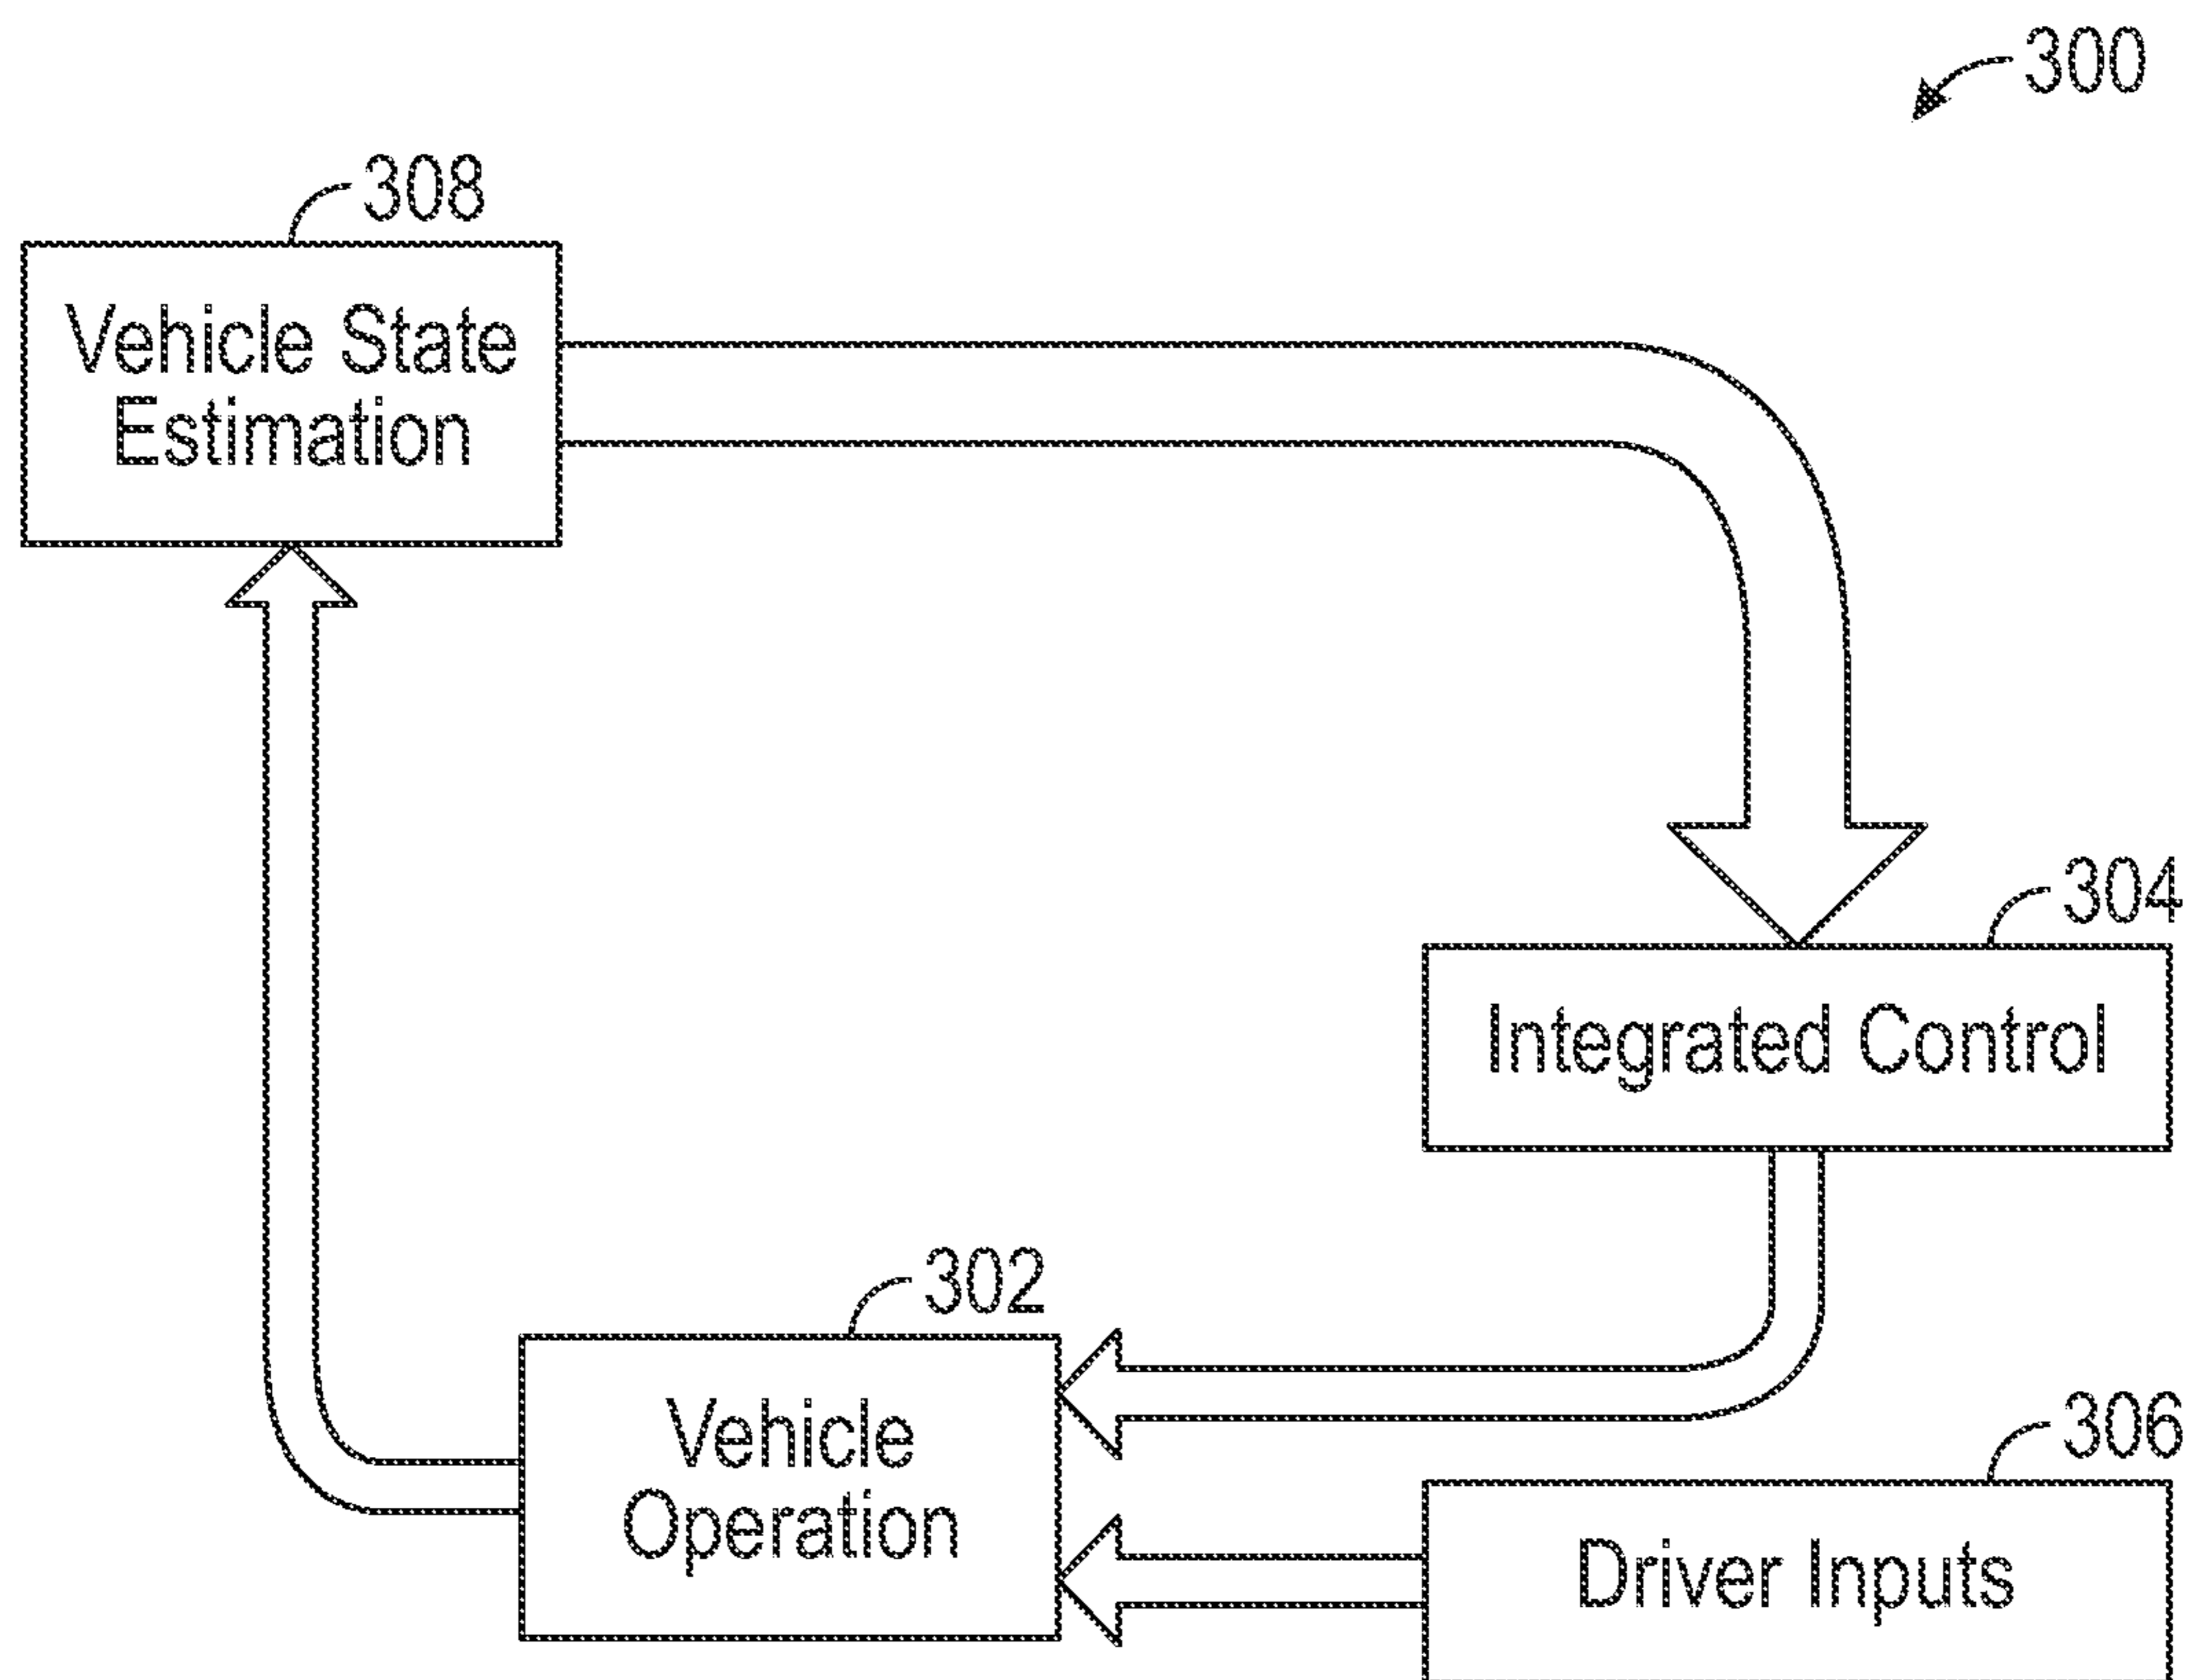 300
308
Vehicle State
Estimation
304
Integrated Control
302
Vehicle
Operation
306
Driver Inputs